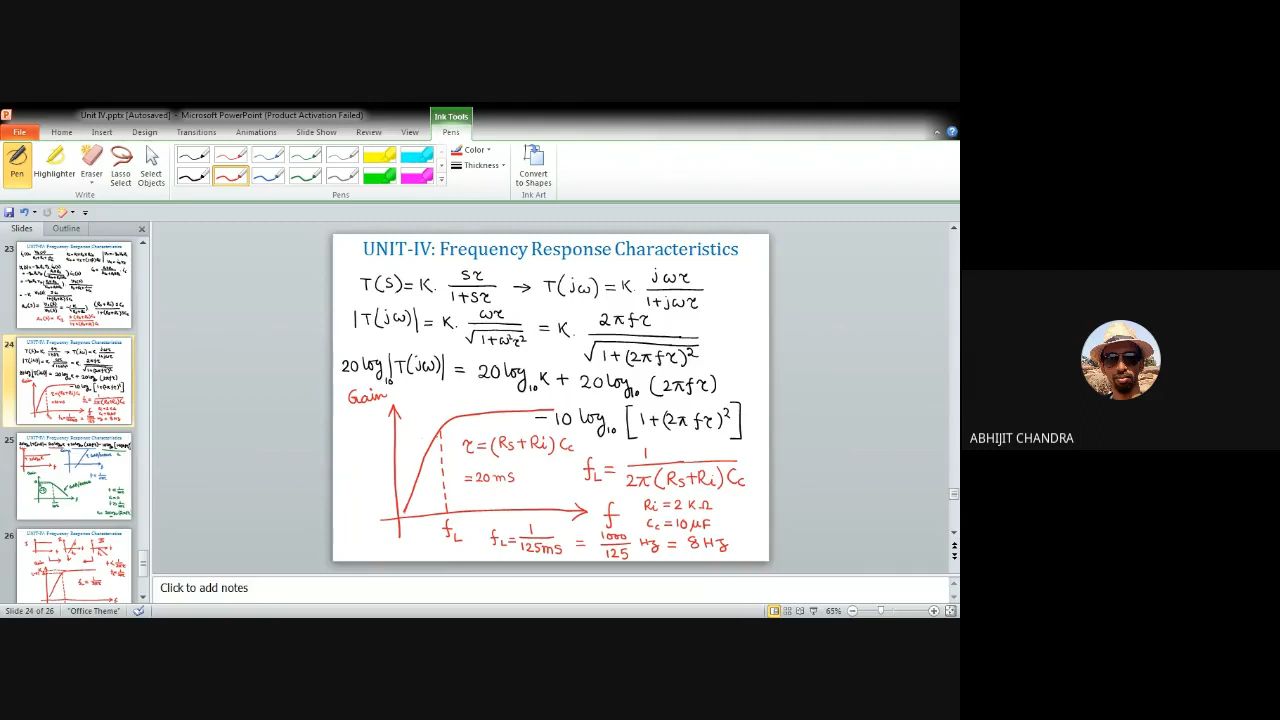 Unit IV.pptx [Autosaved] - Microsoft PowerPoint (Product Activation Failed)
Ink Tools
File Home Insert Design Transitions Animations Slide Show Review View Pens
Pen Highlighter Eraser Lasso Select Select Objects
Color Thickness
Convert to Shapes
Write Pens Ink Art
Slides Outline
23
24
25
26
UNIT-IV: Frequency Response Characteristics
T(s) = K. sτ / 1+sτ → T(jω) = K. jωτ / 1+jωτ
|T(jω)| = K. ωτ / √1+ω²τ² = K. 2πfτ / √1+(2πfτ)²
20 log₁₀ |T(jω)| = 20 log₁₀ K + 20 log₁₀ (2πfτ)
- 10 log₁₀ [1+(2πfτ)²]
Gain
τ = (Rs+Ri) Cc
= 20 ms
fL = 1 / 2π(Rs+Ri)Cc
Ri = 2 KΩ
Cc = 10 μF
f
fL
fL = 1 / 125ms = 1000 / 125 Hz = 8 Hz
Click to add notes
Slide 24 of 26 "Office Theme" 65%
ABHIJIT CHANDRA